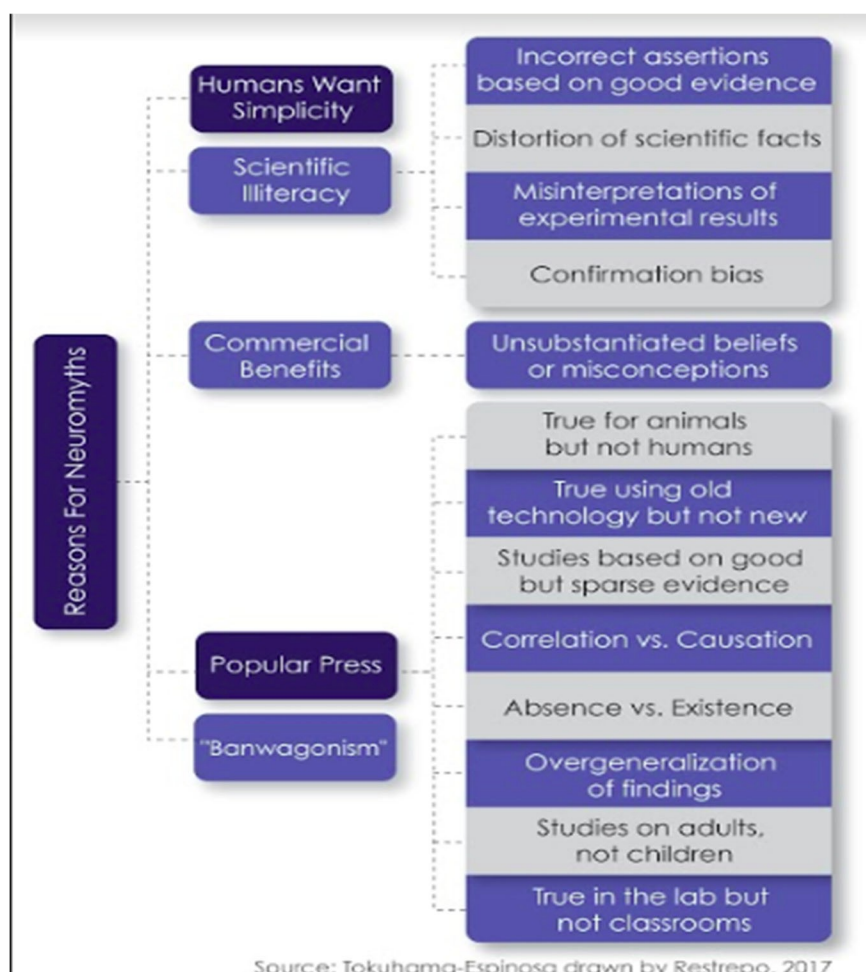 Reasons For Neuromyths
Humans Want
Simplicity
Scientific
Illiteracy
Incorrect assertions
based on good evidence
Distortion of scientific facts
Misinterpretations of
experimental results
Confirmation bias
Commercial
Benefits
Unsubstantiated beliefs
or misconceptions
Popular Press
"Banwagonism"
True for animals
but not humans
True using old
technology but not new
Studies based on good
but sparse evidence
Correlation vs. Causation
Absence vs. Existence
Overgeneralization
of findings
Studies on adults,
not children
True in the lab but
not classrooms
Source: Tokuhama-Espinosa drawn by Restrepo, 2017